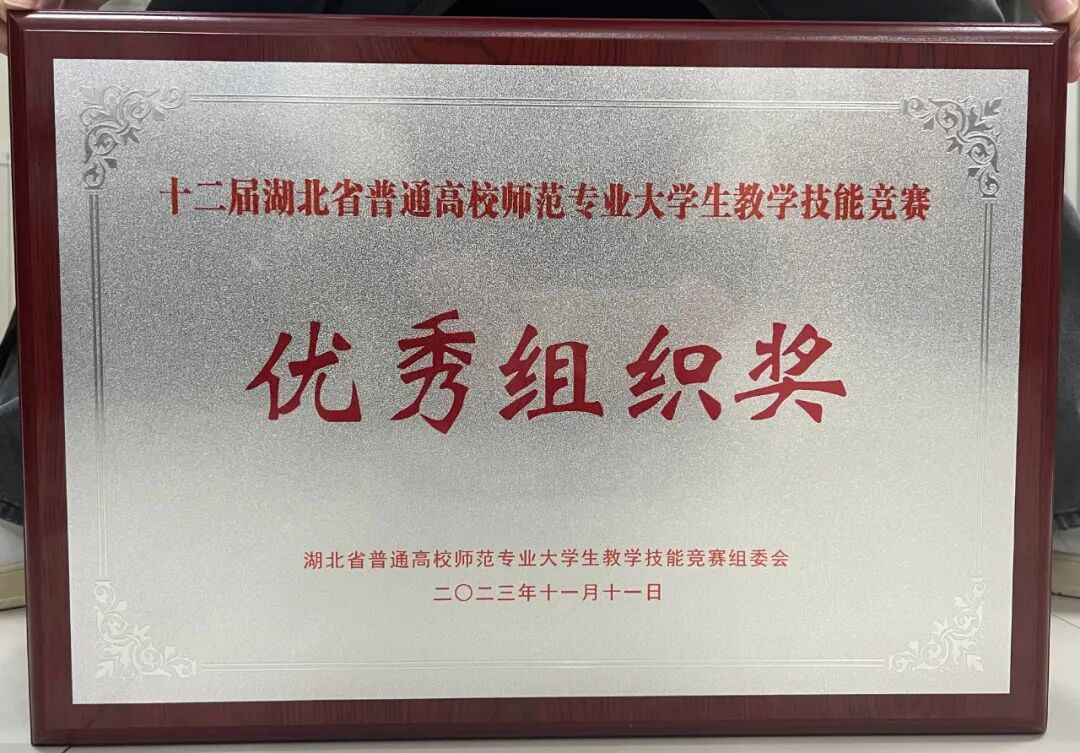 十二届湖北省普通高校师范专业大学生教学技能竞赛
优秀组织奖
湖北省普通高校师范专业大学生教学技能竞赛组委会
二〇二三年十一月十一日